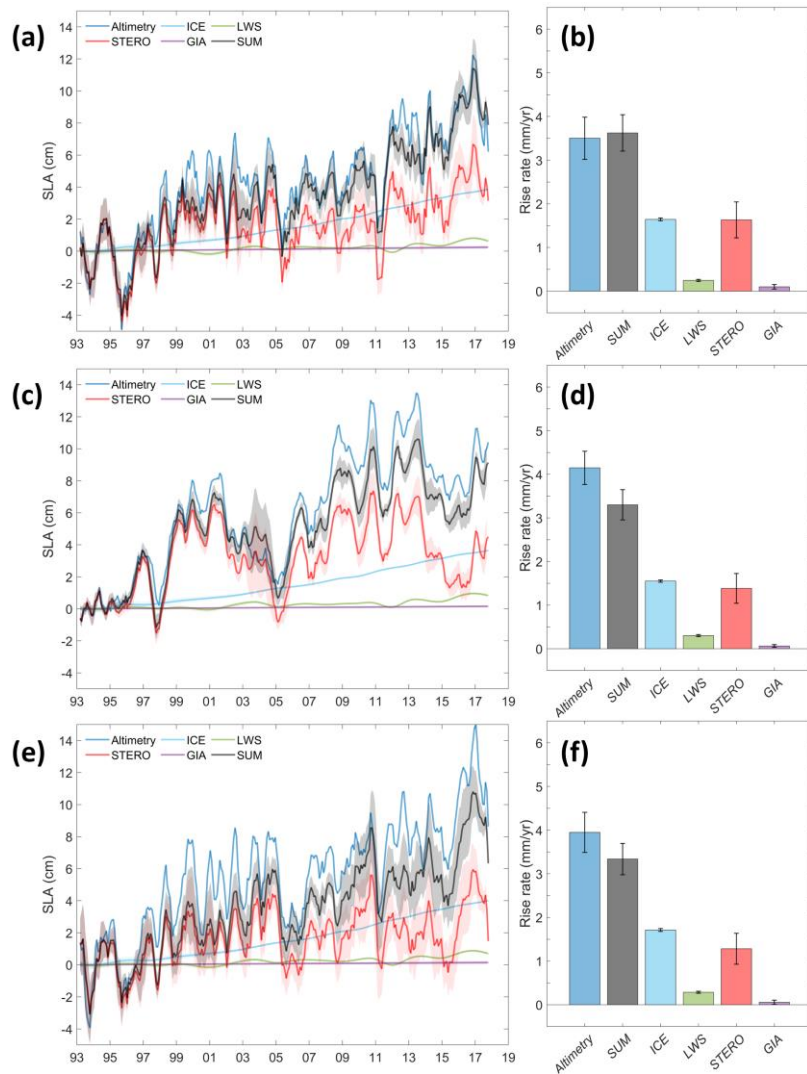 (a)
Altimetry ICE LWS
STERO GIA SUM
14
12
10
8
6
4
2
0
-2
-4
SLA (cm)
93 95 97 99 01 03 05 07 09 11 13 15 17 19
(b)
6
5
4
3
2
1
0
Rise rate (mm/yr)
Altimetry SUM ICE LWS STERO GIA
(c)
Altimetry ICE LWS
STERO GIA SUM
14
12
10
8
6
4
2
0
-2
-4
SLA (cm)
93 95 97 99 01 03 05 07 09 11 13 15 17 19
(d)
6
5
4
3
2
1
0
Rise rate (mm/yr)
Altimetry SUM ICE LWS STERO GIA
(e)
Altimetry ICE LWS
STERO GIA SUM
14
12
10
8
6
4
2
0
-2
-4
SLA (cm)
93 95 97 99 01 03 05 07 09 11 13 15 17 19
(f)
6
5
4
3
2
1
0
Rise rate (mm/yr)
Altimetry SUM ICE LWS STERO GIA